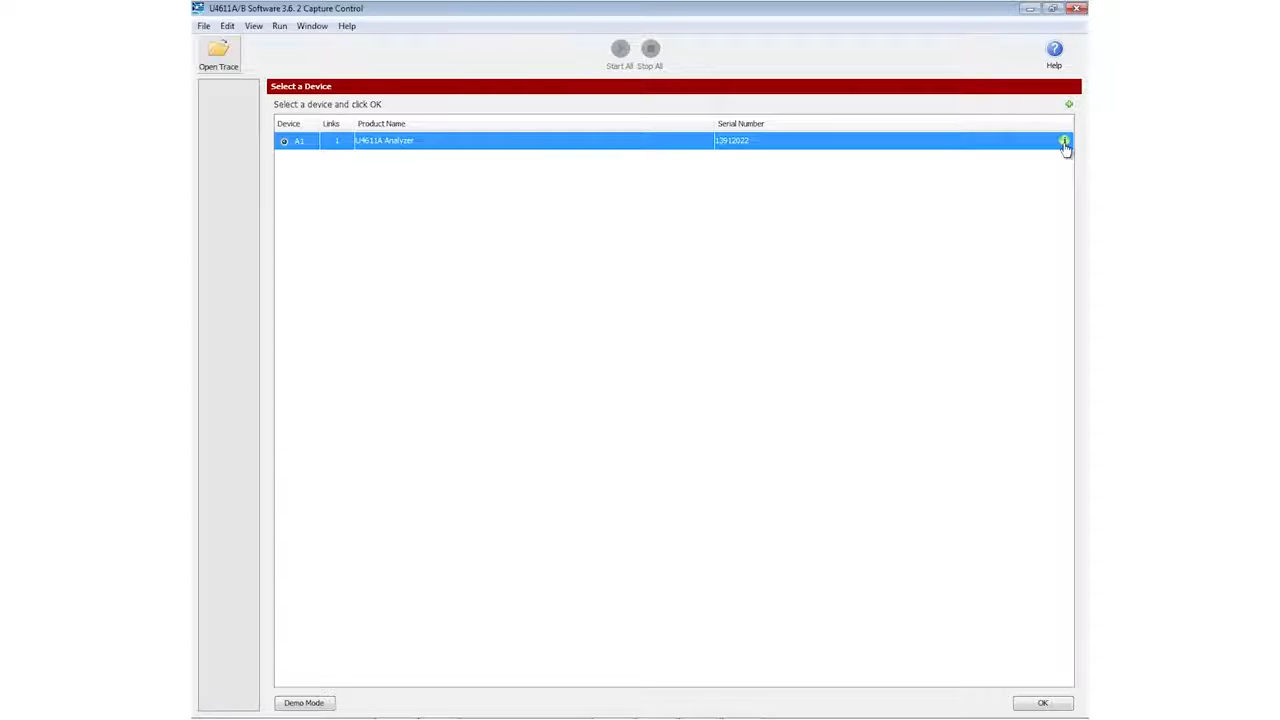 U4611A/B Software 3.6. 2 Capture Control
File Edit View Run Window Help
Open Trace Start All Stop All Help
Select a Device
Select a device and click OK
Device Links Product Name Serial Number
A1 1 U4611A Analyzer 13912022
Demo Mode OK